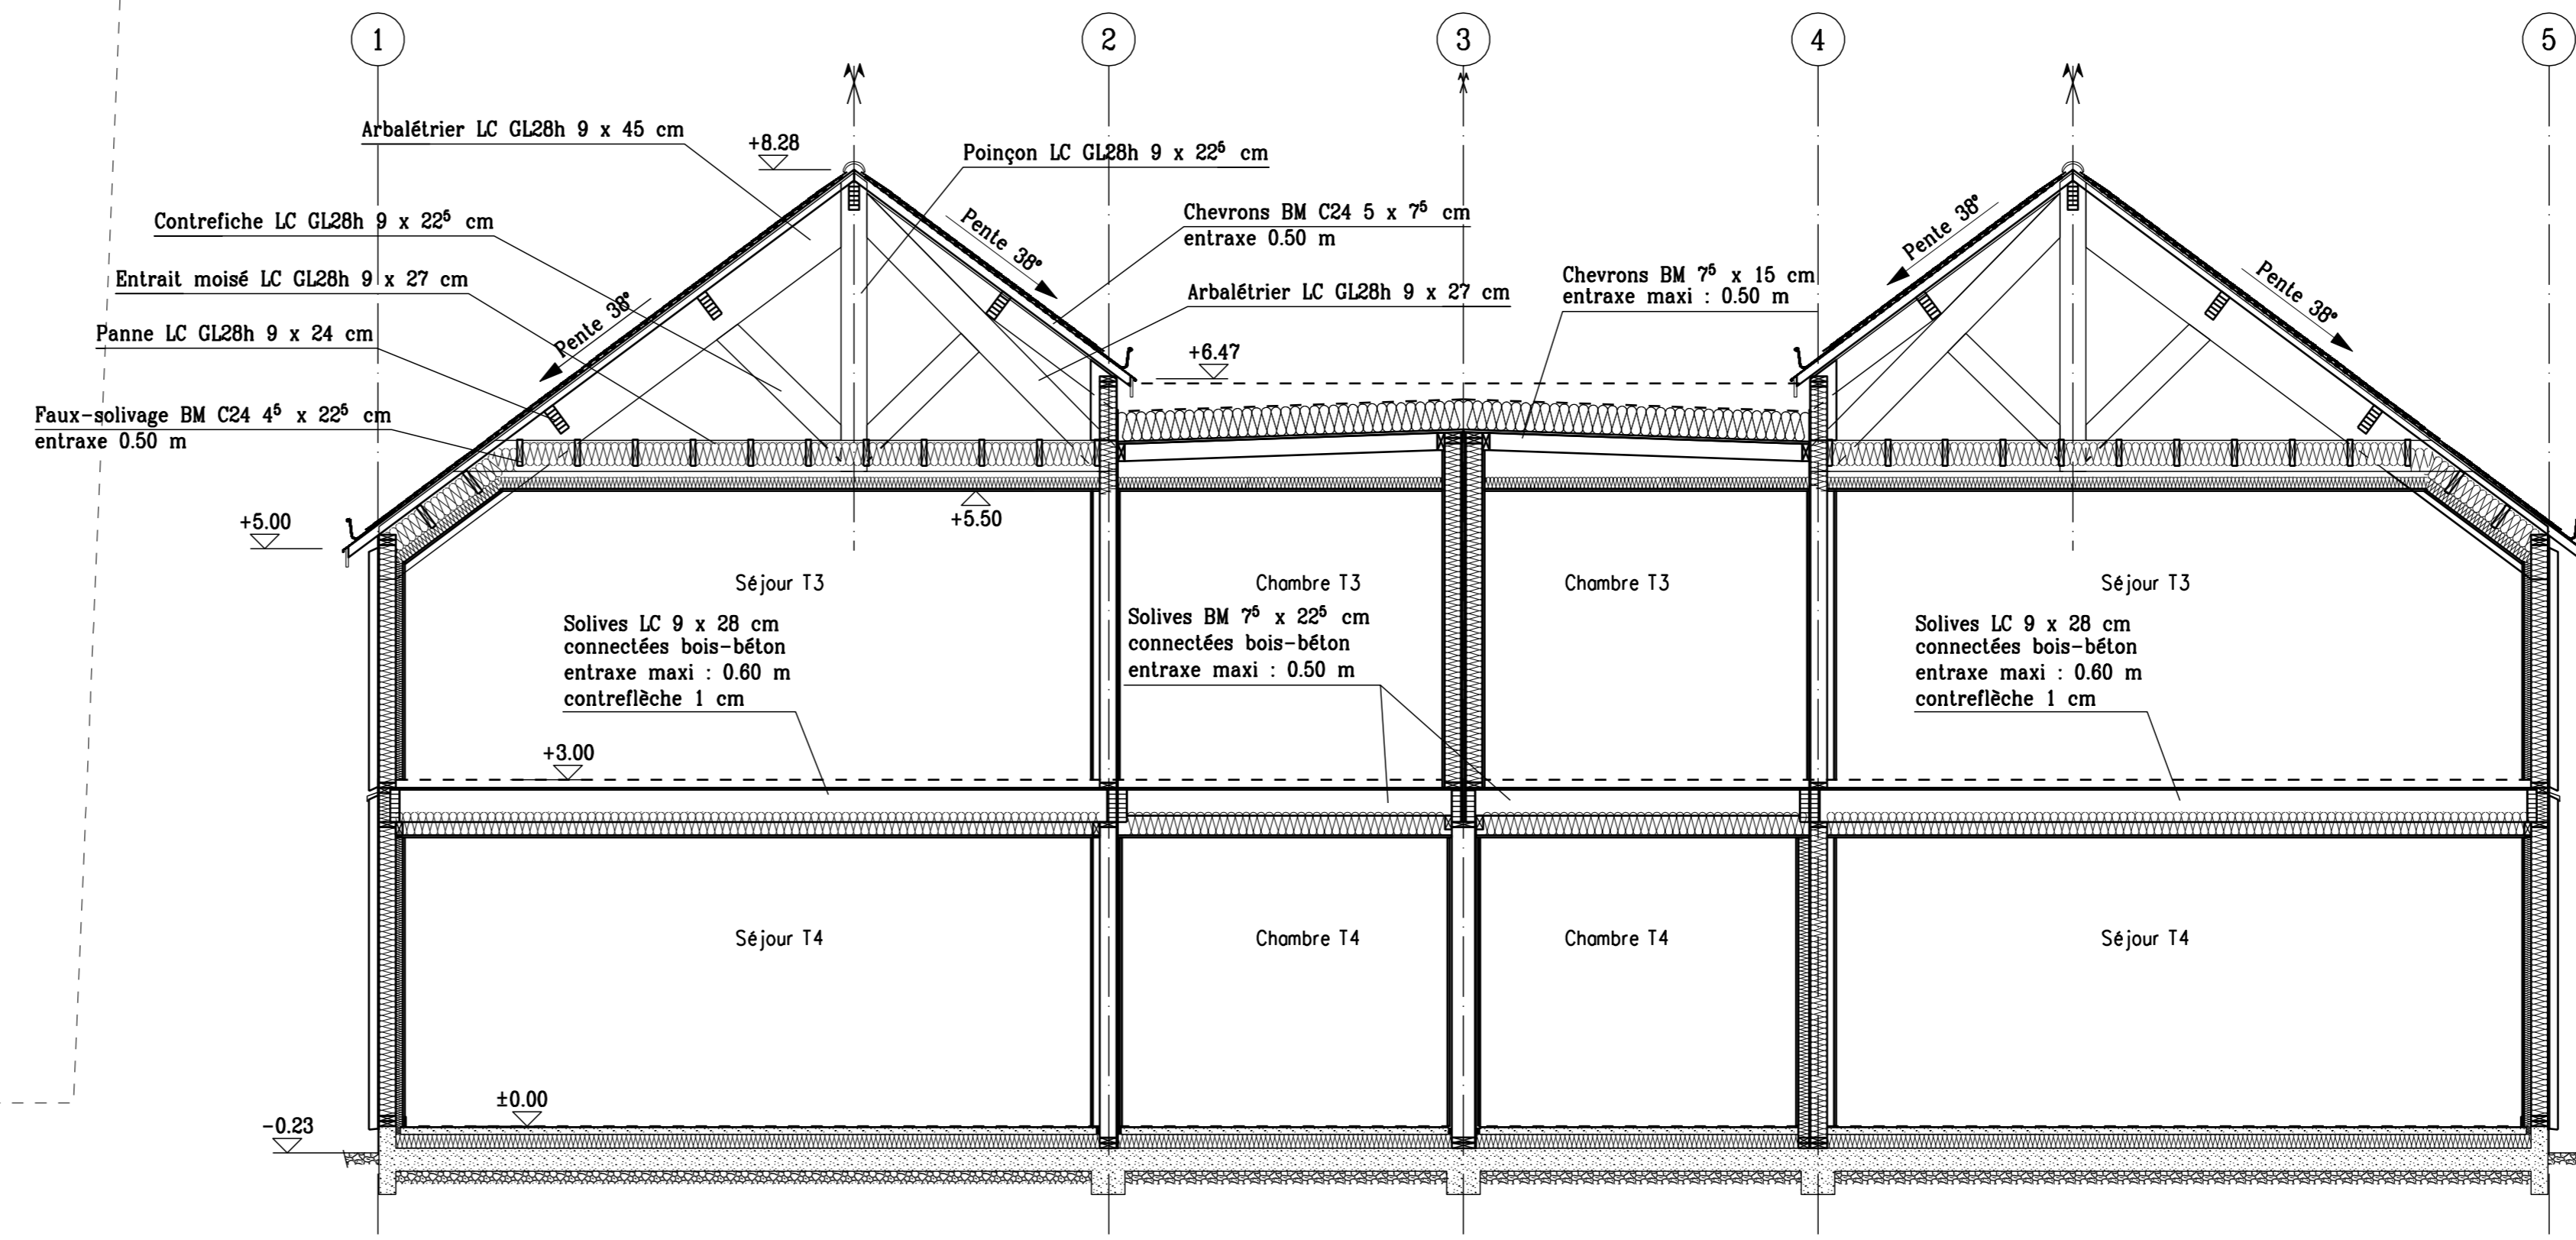 1
2
3
4
5
Arbalétrier LC GL28h 9 x 45 cm
+8.28
Poinçon LC GL28h 9 x 22⁵ cm
Contrefiche LC GL28h 9 x 22⁵ cm
Pente 38°
Chevrons BM C24 5 x 7⁵ cm
entraxe 0.50 m
Pente 38°
Entrait moisé LC GL28h 9 x 27 cm
Pente 38°
Arbalétrier LC GL28h 9 x 27 cm
Chevrons BM 7⁵ x 15 cm
entraxe maxi : 0.50 m
Pente 38°
Panne LC GL28h 9 x 24 cm
+6.47
Faux-solivage BM C24 4⁵ x 22⁵ cm
entraxe 0.50 m
+5.00
+5.50
Séjour T3
Chambre T3
Chambre T3
Séjour T3
Solives LC 9 x 28 cm
connectées bois-béton
entraxe maxi : 0.60 m
contreflèche 1 cm
Solives BM 7⁵ x 22⁵ cm
connectées bois-béton
entraxe maxi : 0.50 m
Solives LC 9 x 28 cm
connectées bois-béton
entraxe maxi : 0.60 m
contreflèche 1 cm
+3.00
Séjour T4
Chambre T4
Chambre T4
Séjour T4
±0.00
-0.23